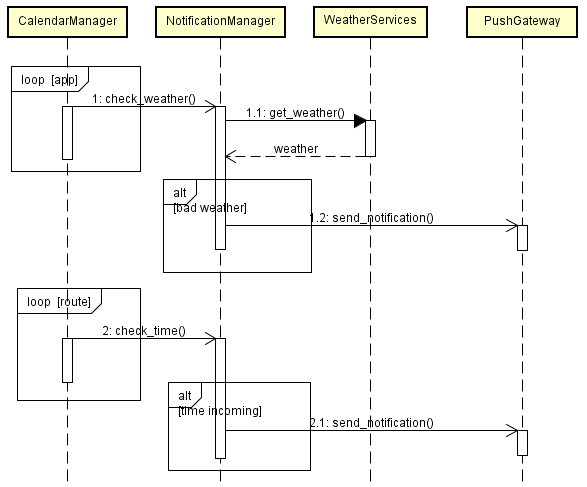 CalendarManager NotificationManager WeatherServices PushGateway
loop [app]
1: check_weather()
1.1: get_weather()
weather
alt
[bad weather]
1.2: send_notification()
loop [route]
2: check_time()
alt
[time incoming]
2.1: send_notification()